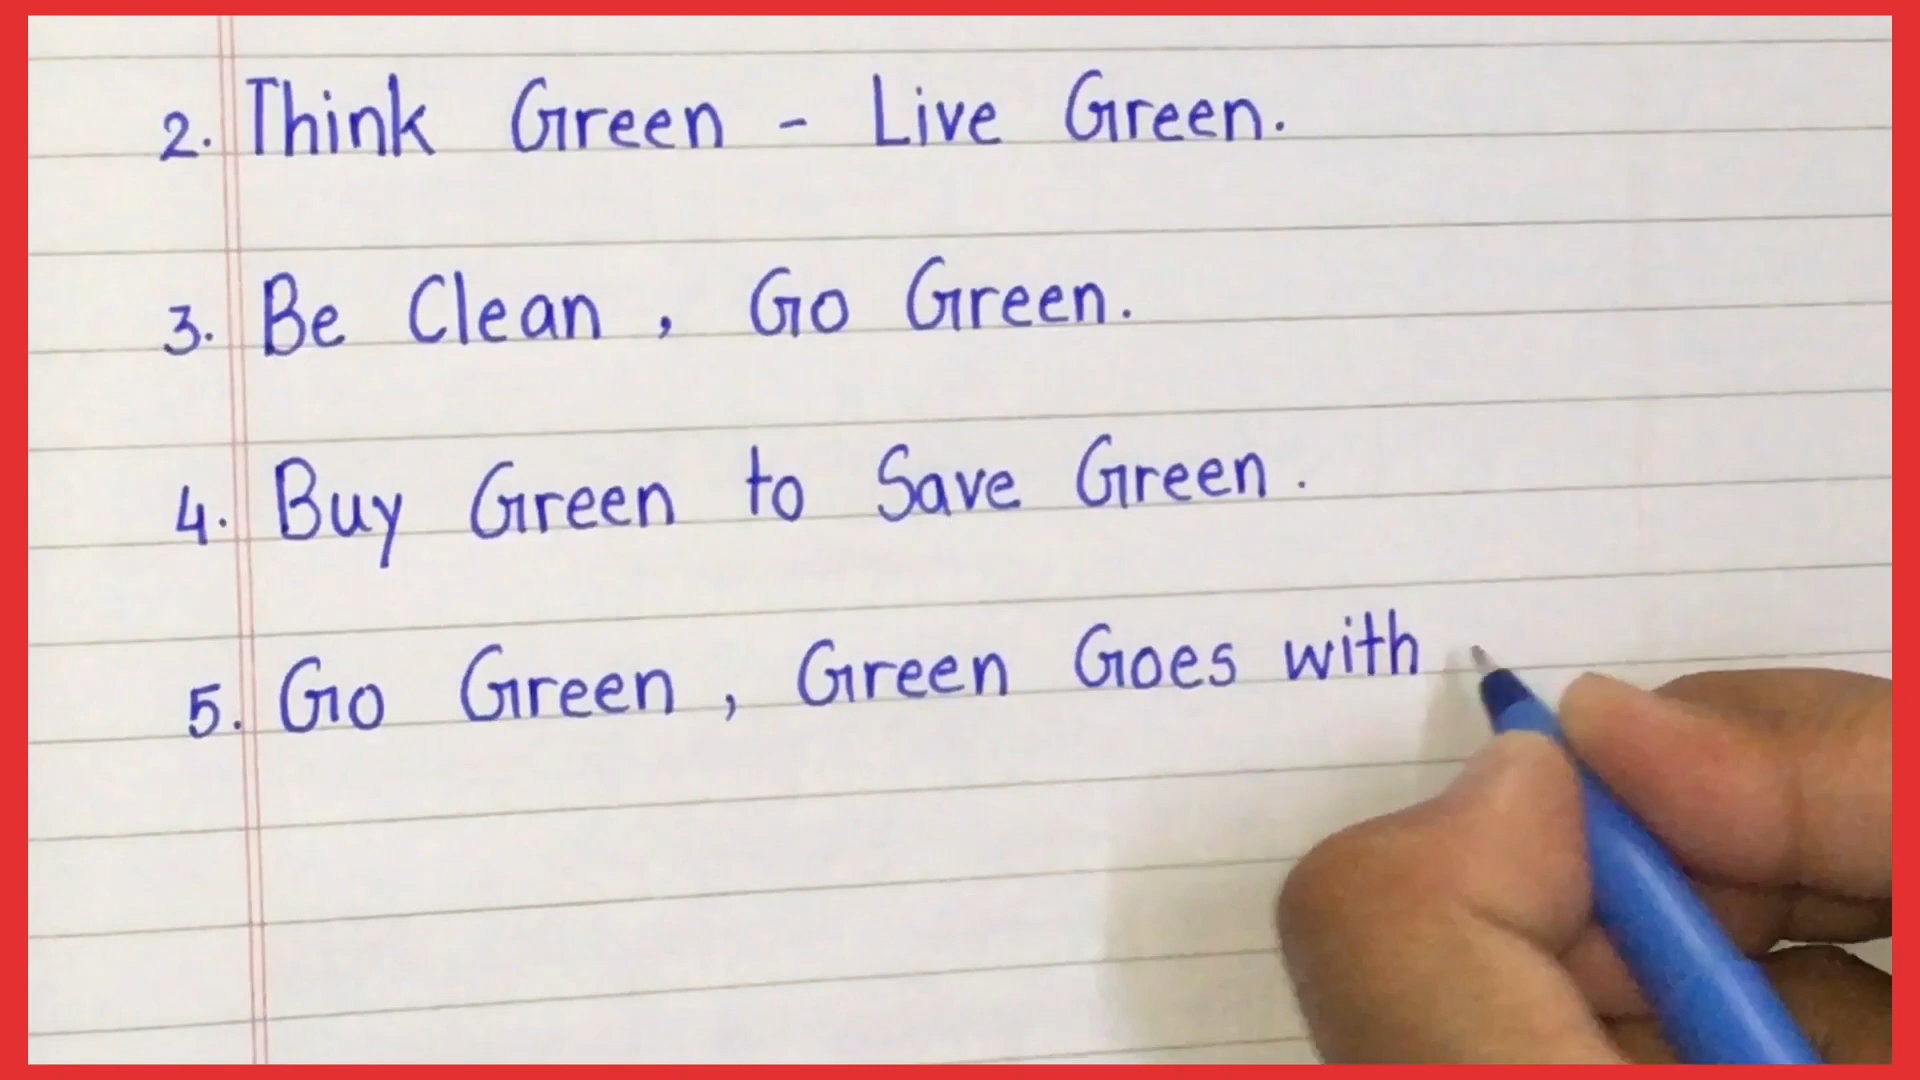 2. Think Green - Live Green.
3. Be Clean , Go Green.
4. Buy Green to Save Green.
5. Go Green , Green Goes with